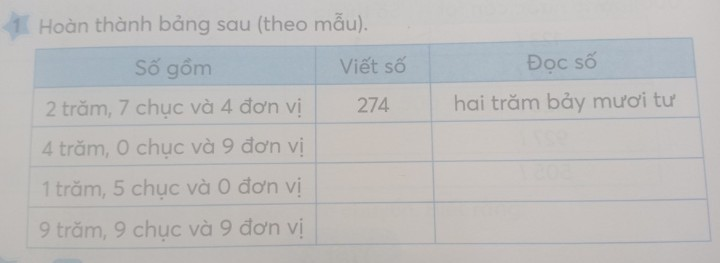 1 Hoàn thành bảng sau (theo mẫu).
Số gồm Viết số Đọc số
2 trăm, 7 chục và 4 đơn vị 274 hai trăm bảy mươi tư
4 trăm, 0 chục và 9 đơn vị
1 trăm, 5 chục và 0 đơn vị
9 trăm, 9 chục và 9 đơn vị